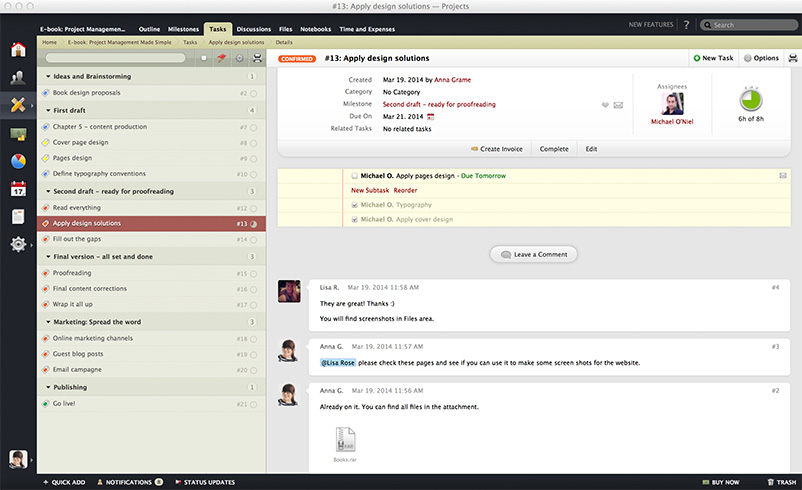 #13: Apply design solutions — Projects
E-book: Project Managemen...
Outline
Milestones
Tasks
Discussions
Files
Notebooks
Time and Expenses
NEW FEATURES
?
Search
Home
E-book: Project Management Made Simple
Tasks
Apply design solutions
Details
Ideas and Brainstorming 1
Book design proposals #2
First draft 4
Chapter 5 - content production #7
Cover page design #8
Pages design #9
Define typography conventions #10
Second draft - ready for proofreading 3
Read everything #12
Apply design solutions #13
Fill out the gaps #14
Final version - all set and done 3
Proofreading #15
Final content corrections #16
Wrap it all up #17
Marketing: Spread the word 3
Online marketing channels #18
Guest blog posts #19
Email campagne #20
Publishing 1
Go live! #21
17
CONFIRMED
#13: Apply design solutions
New Task
Options
Created Mar 19, 2014 by Anna Grame
Category No Category
Milestone Second draft - ready for proofreading
Due On Mar 21, 2014
Related Tasks No related tasks
Assignees
Michael O'Niel
6h of 8h
Create Invoice
Complete
Edit
Michael O. Apply pages design - Due Tomorrow
New Subtask Reorder
Michael O. Typography
Michael O. Apply cover design
Leave a Comment
Lisa R. Mar 19, 2014 11:58 AM #4
They are great! Thanks :)
You will find screenshots in Files area.
Anna G. Mar 19, 2014 11:57 AM #3
@Lisa Rose please check these pages and see if you can use it to make some screen shots for the website.
Anna G. Mar 19, 2014 11:56 AM #2
Already on it. You can find all files in the attachment.
Books.rar
+ QUICK ADD
NOTIFICATIONS
STATUS UPDATES
BUY NOW
TRASH